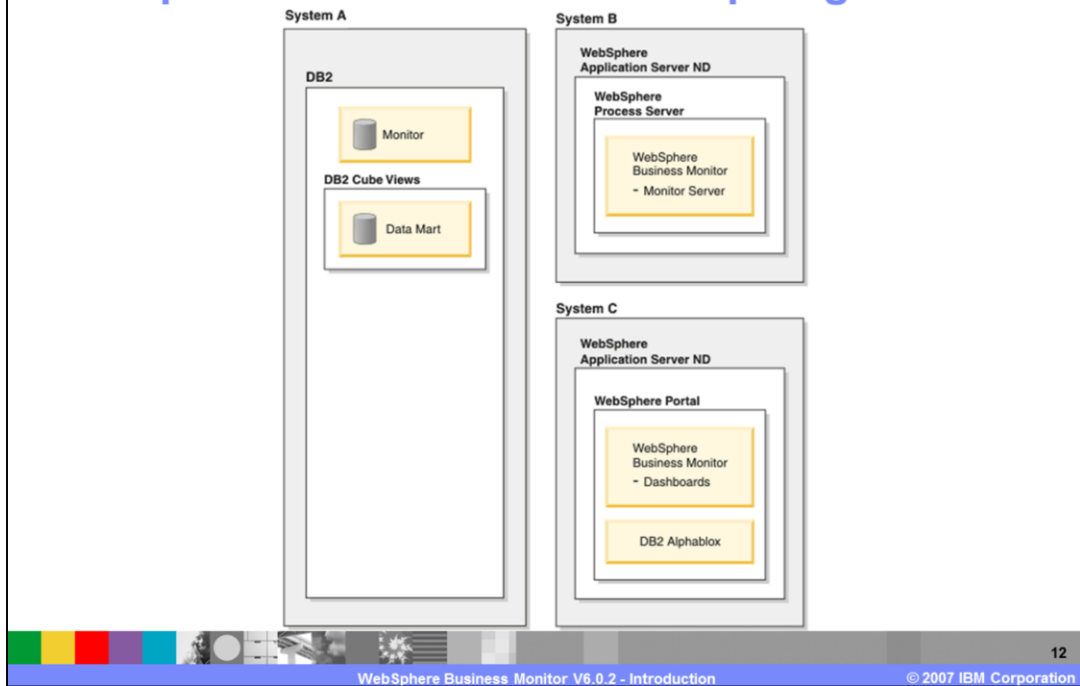 System A
DB2
Monitor
DB2 Cube Views
Data Mart
System B
WebSphere
Application Server ND
WebSphere
Process Server
WebSphere
Business Monitor
- Monitor Server
System C
WebSphere
Application Server ND
WebSphere Portal
WebSphere
Business Monitor
- Dashboards
DB2 Alphablox
12
WebSphere Business Monitor V6.0.2 - Introduction
© 2007 IBM Corporation